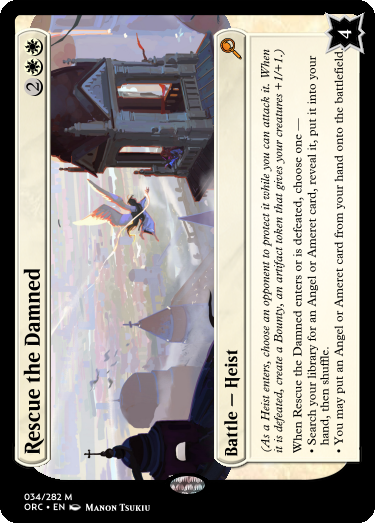 Rescue the Damned
2
Battle — Heist
(As a Heist enters, choose an opponent to protect it while you can attack it. When
it is defeated, create a Bounty, an artifact token that gives your creatures +1/+1.)
When Rescue the Damned enters or is defeated, choose one —
• Search your library for an Angel or Ameret card, reveal it, put it into your
hand, then shuffle.
• You may put an Angel or Ameret card from your hand onto the battlefield.
4
034/282 M
ORC • EN Manon Tsukiu